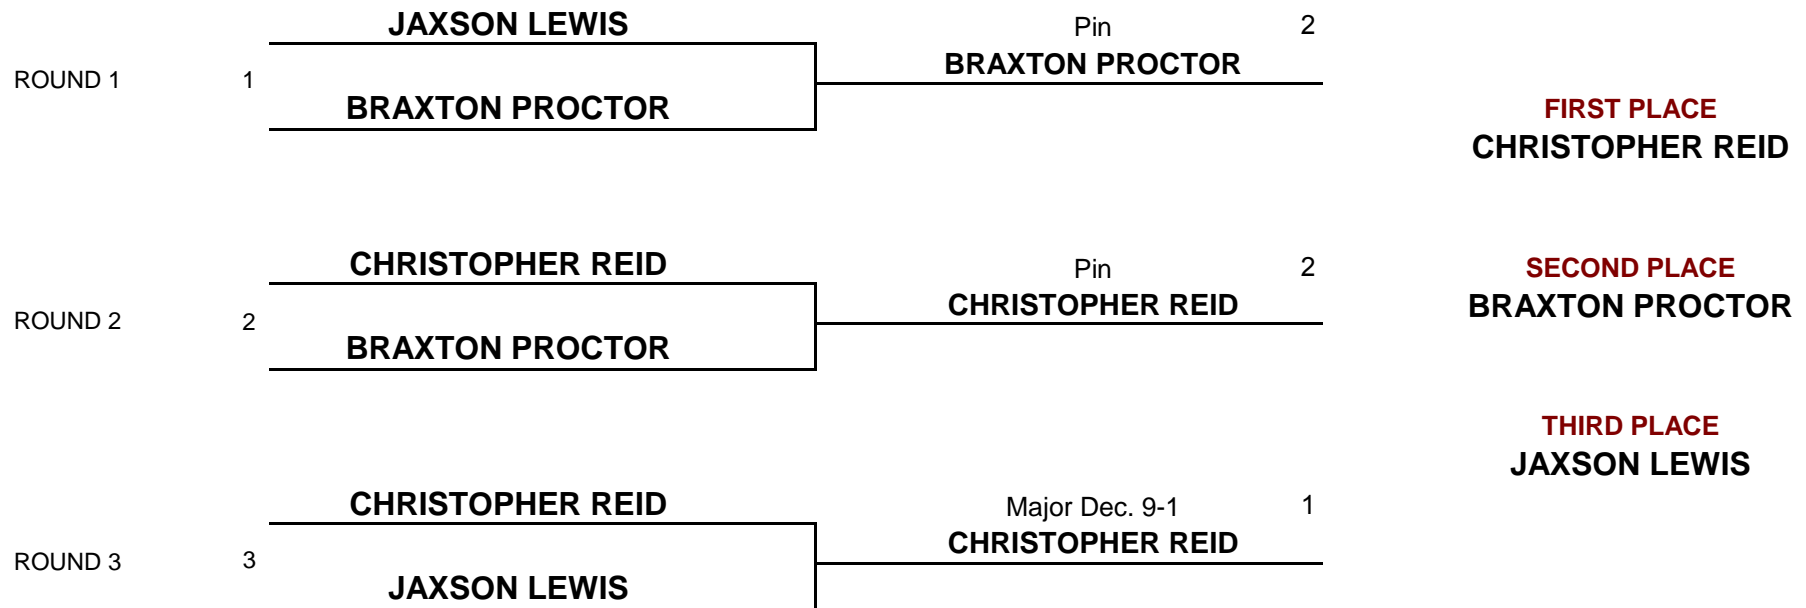 JAXSON LEWIS
Pin 2
BRAXTON PROCTOR
ROUND 1 1
BRAXTON PROCTOR
FIRST PLACE
CHRISTOPHER REID
CHRISTOPHER REID
Pin 2
SECOND PLACE
CHRISTOPHER REID
BRAXTON PROCTOR
ROUND 2 2
BRAXTON PROCTOR
THIRD PLACE
JAXSON LEWIS
CHRISTOPHER REID
Major Dec. 9-1 1
CHRISTOPHER REID
ROUND 3 3
JAXSON LEWIS